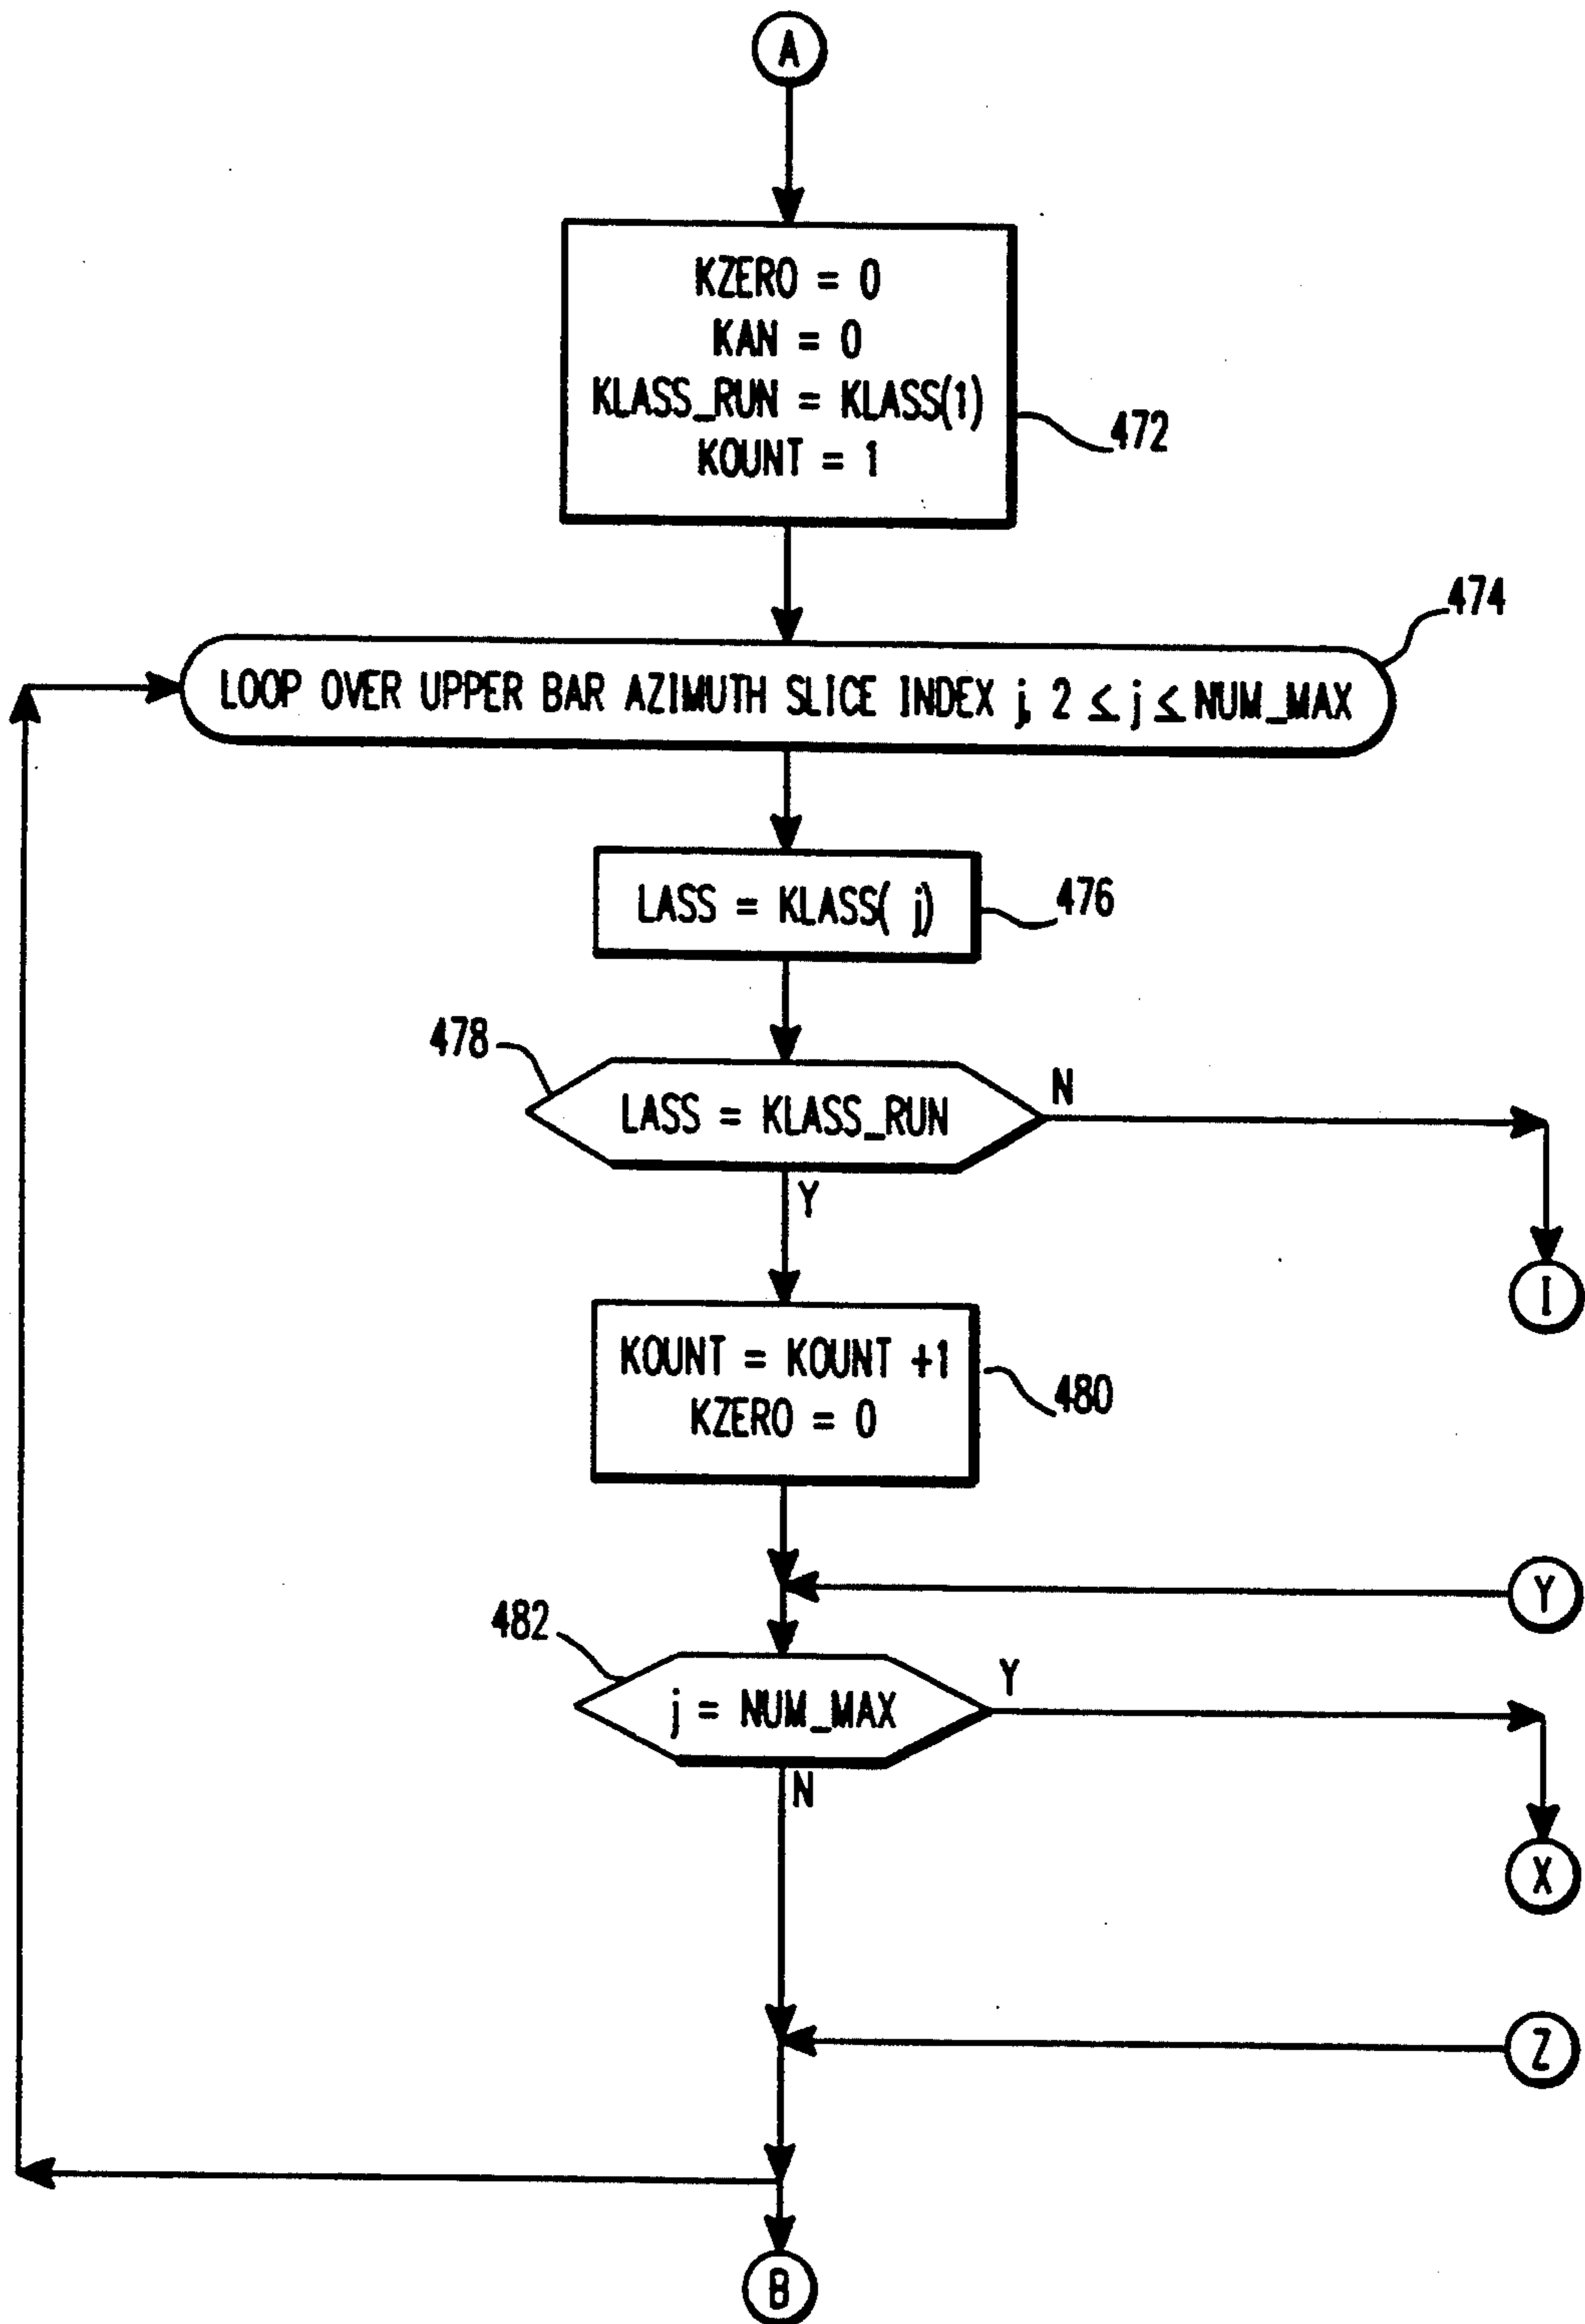 A
KZERO = 0
KAN = 0
KLASS_RUN = KLASS(1)
KOUNT = 1
472
474
LOOP OVER UPPER BAR AZIMUTH SLICE INDEX j, 2 ≤ j ≤ NUM_MAX
LASS = KLASS( j)
476
478
LASS = KLASS_RUN
N
Y
I
KOUNT = KOUNT +1
KZERO = 0
480
Y
482
j = NUM_MAX
Y
N
X
Z
B